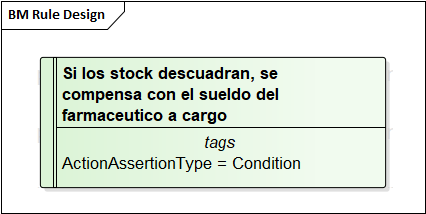 BM Rule Design
Si los stock descuadran, se
compensa con el sueldo del
farmaceutico a cargo
tags
ActionAssertionType = Condition